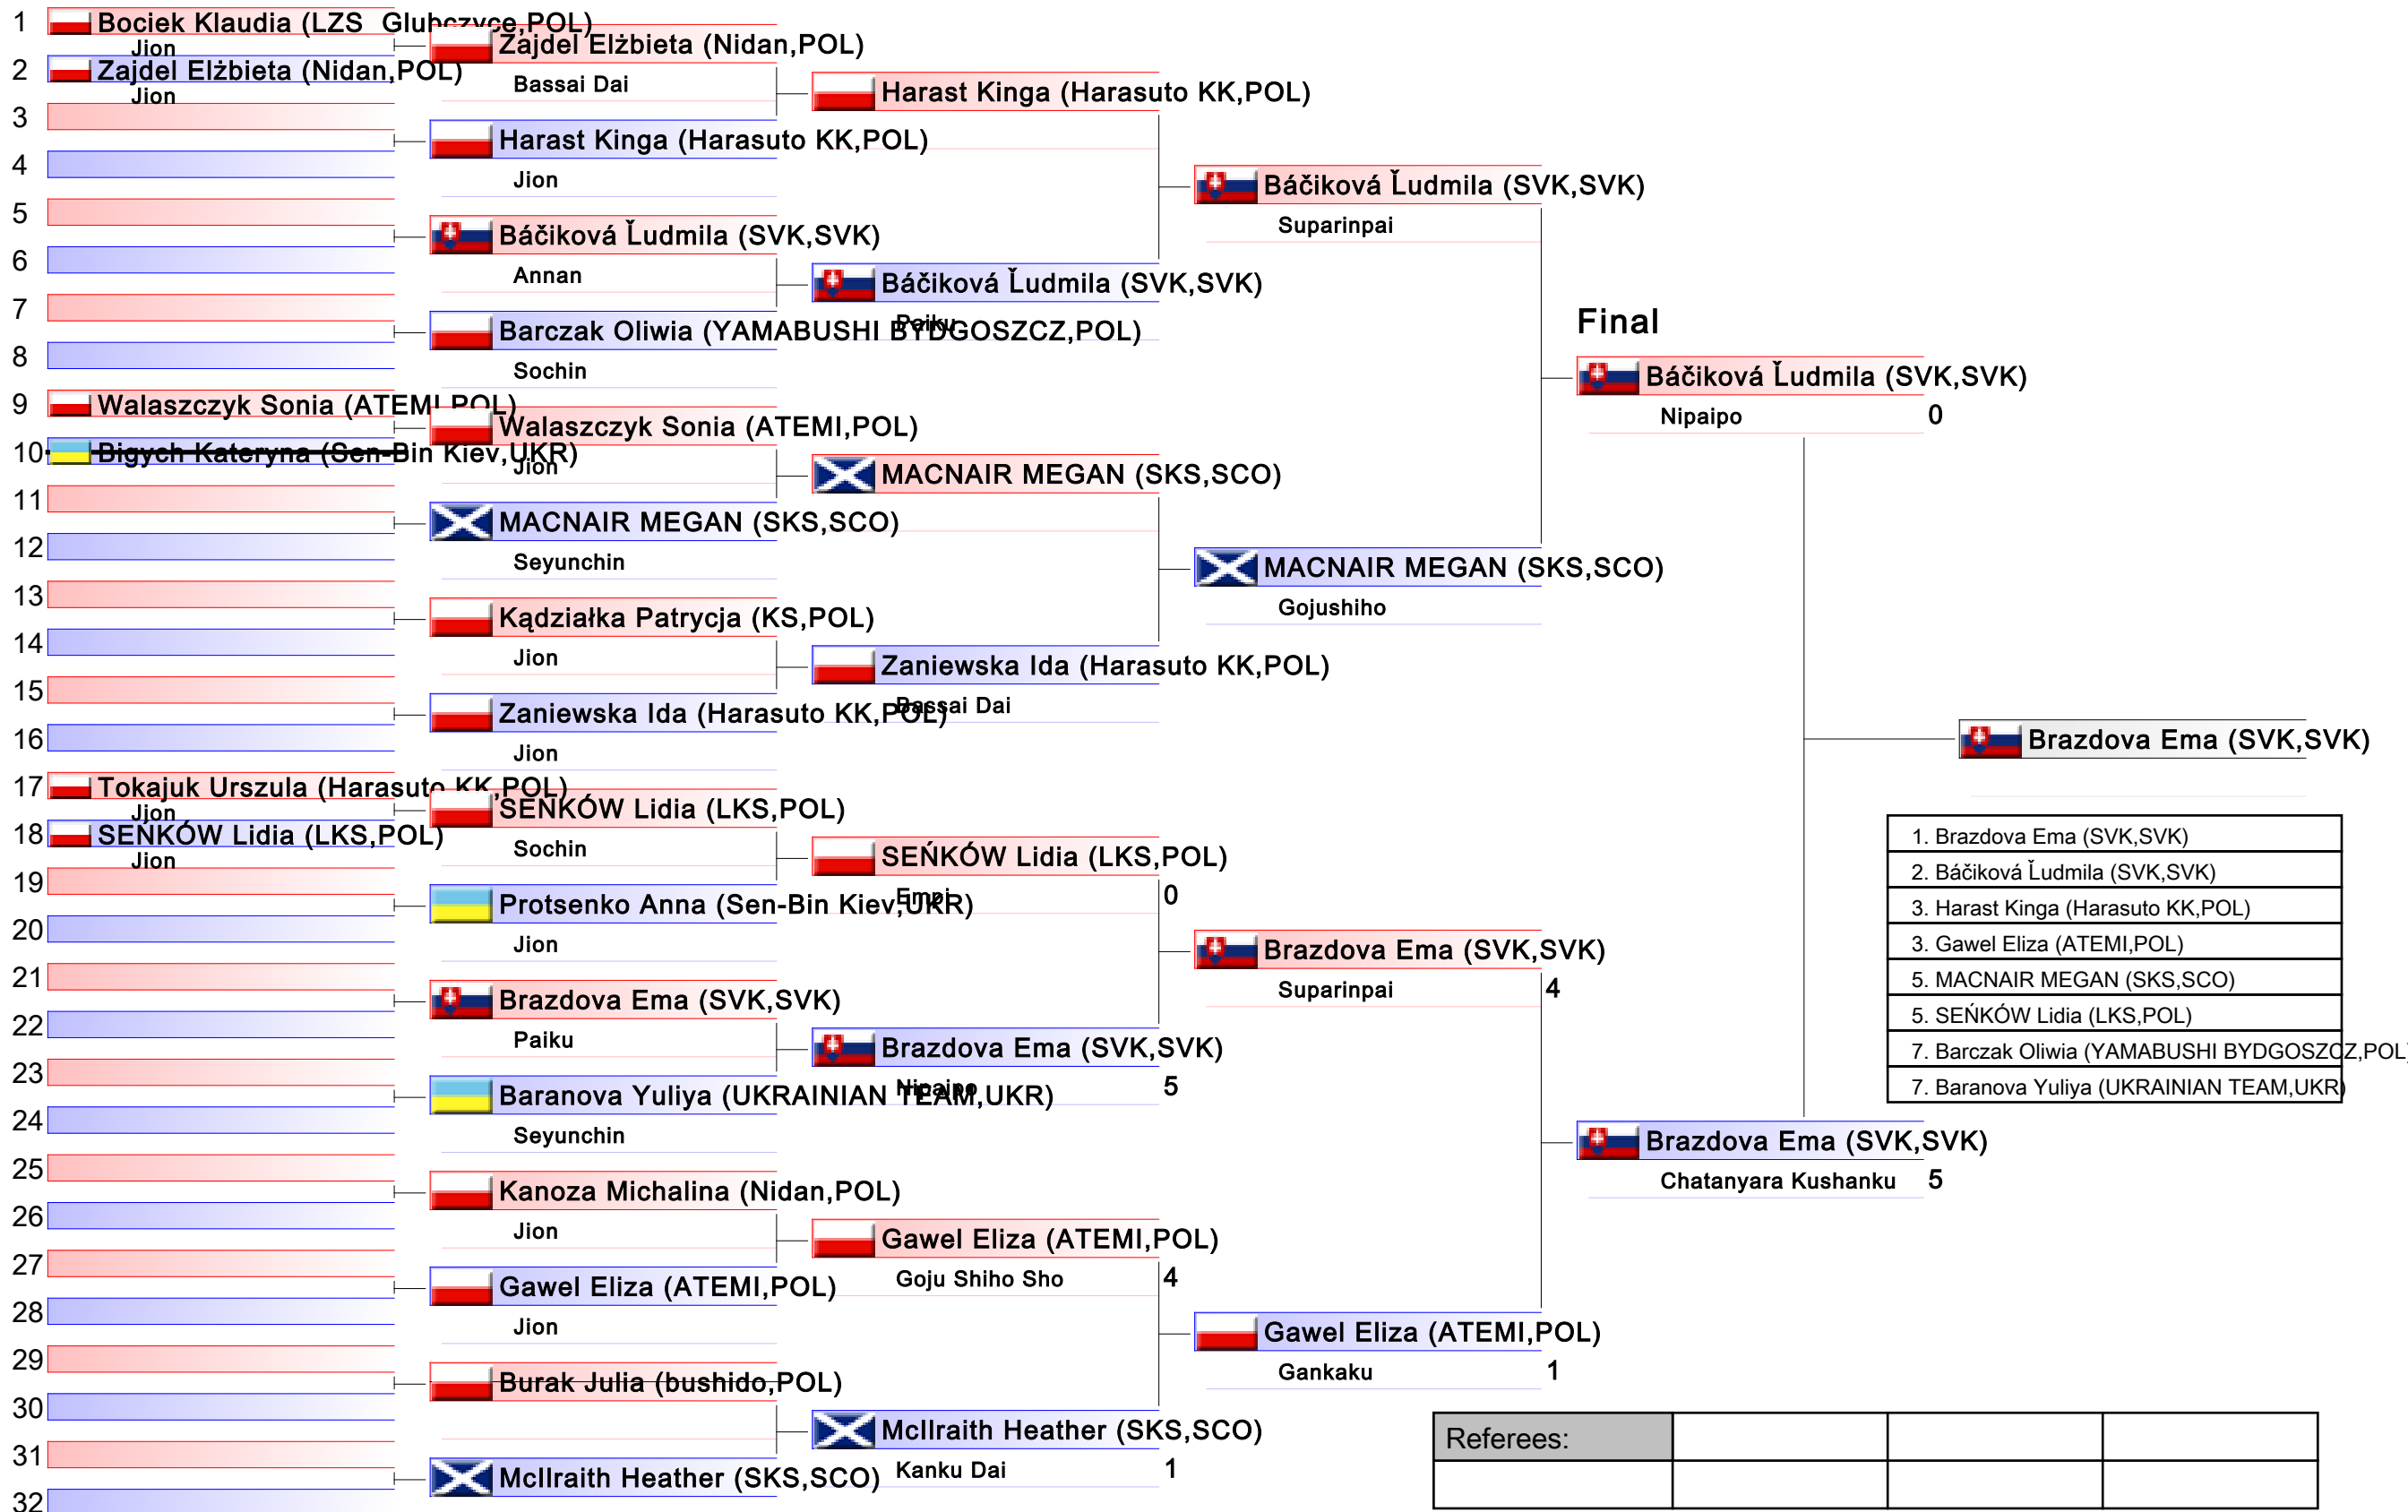 1 Bociek Klaudia (LZS Glubczyce,POL)
Jion
2 Zajdel Elżbieta (Nidan,POL)
Jion
3
4
5
6
7
8
9 Walaszczyk Sonia (ATEMI,POL)
10 Bigych Kateryna (Sen-Bin Kiev,UKR)
11
12
13
14
15
16
17 Tokajuk Urszula (Harasuto KK,POL)
Jion
18 SEŃKÓW Lidia (LKS,POL)
Jion
19
20
21
22
23
24
25
26
27
28
29
30
31
32
Zajdel Elżbieta (Nidan,POL)
Bassai Dai
Harast Kinga (Harasuto KK,POL)
Jion
Báčiková Ľudmila (SVK,SVK)
Annan
Barczak Oliwia (YAMABUSHI BYDGOSZCZ,POL)
Sochin
Walaszczyk Sonia (ATEMI,POL)
Jion
MACNAIR MEGAN (SKS,SCO)
Seyunchin
Kądziałka Patrycja (KS,POL)
Jion
Zaniewska Ida (Harasuto KK,POL)
Jion
SEŃKÓW Lidia (LKS,POL)
Sochin
Protsenko Anna (Sen-Bin Kiev,UKR)
Jion
Brazdova Ema (SVK,SVK)
Paiku
Baranova Yuliya (UKRAINIAN TEAM,UKR)
Seyunchin
Kanoza Michalina (Nidan,POL)
Jion
Gawel Eliza (ATEMI,POL)
Jion
Burak Julia (bushido,POL)
McIlraith Heather (SKS,SCO)
Harast Kinga (Harasuto KK,POL)
Báčiková Ľudmila (SVK,SVK)
Paiku
MACNAIR MEGAN (SKS,SCO)
Zaniewska Ida (Harasuto KK,POL)
Bassai Dai
SEŃKÓW Lidia (LKS,POL)
Empi 0
Brazdova Ema (SVK,SVK)
Nipaipo 5
Gawel Eliza (ATEMI,POL)
Goju Shiho Sho 4
McIlraith Heather (SKS,SCO)
Kanku Dai 1
Báčiková Ľudmila (SVK,SVK)
Suparinpai
MACNAIR MEGAN (SKS,SCO)
Gojushiho
Brazdova Ema (SVK,SVK)
Suparinpai 4
Gawel Eliza (ATEMI,POL)
Gankaku 1
Final
Báčiková Ľudmila (SVK,SVK)
Nipaipo 0
Brazdova Ema (SVK,SVK)
Chatanyara Kushanku 5
Brazdova Ema (SVK,SVK)
1. Brazdova Ema (SVK,SVK)
2. Báčiková Ľudmila (SVK,SVK)
3. Harast Kinga (Harasuto KK,POL)
3. Gawel Eliza (ATEMI,POL)
5. MACNAIR MEGAN (SKS,SCO)
5. SEŃKÓW Lidia (LKS,POL)
7. Barczak Oliwia (YAMABUSHI BYDGOSZCZ,POL)
7. Baranova Yuliya (UKRAINIAN TEAM,UKR)
Referees: